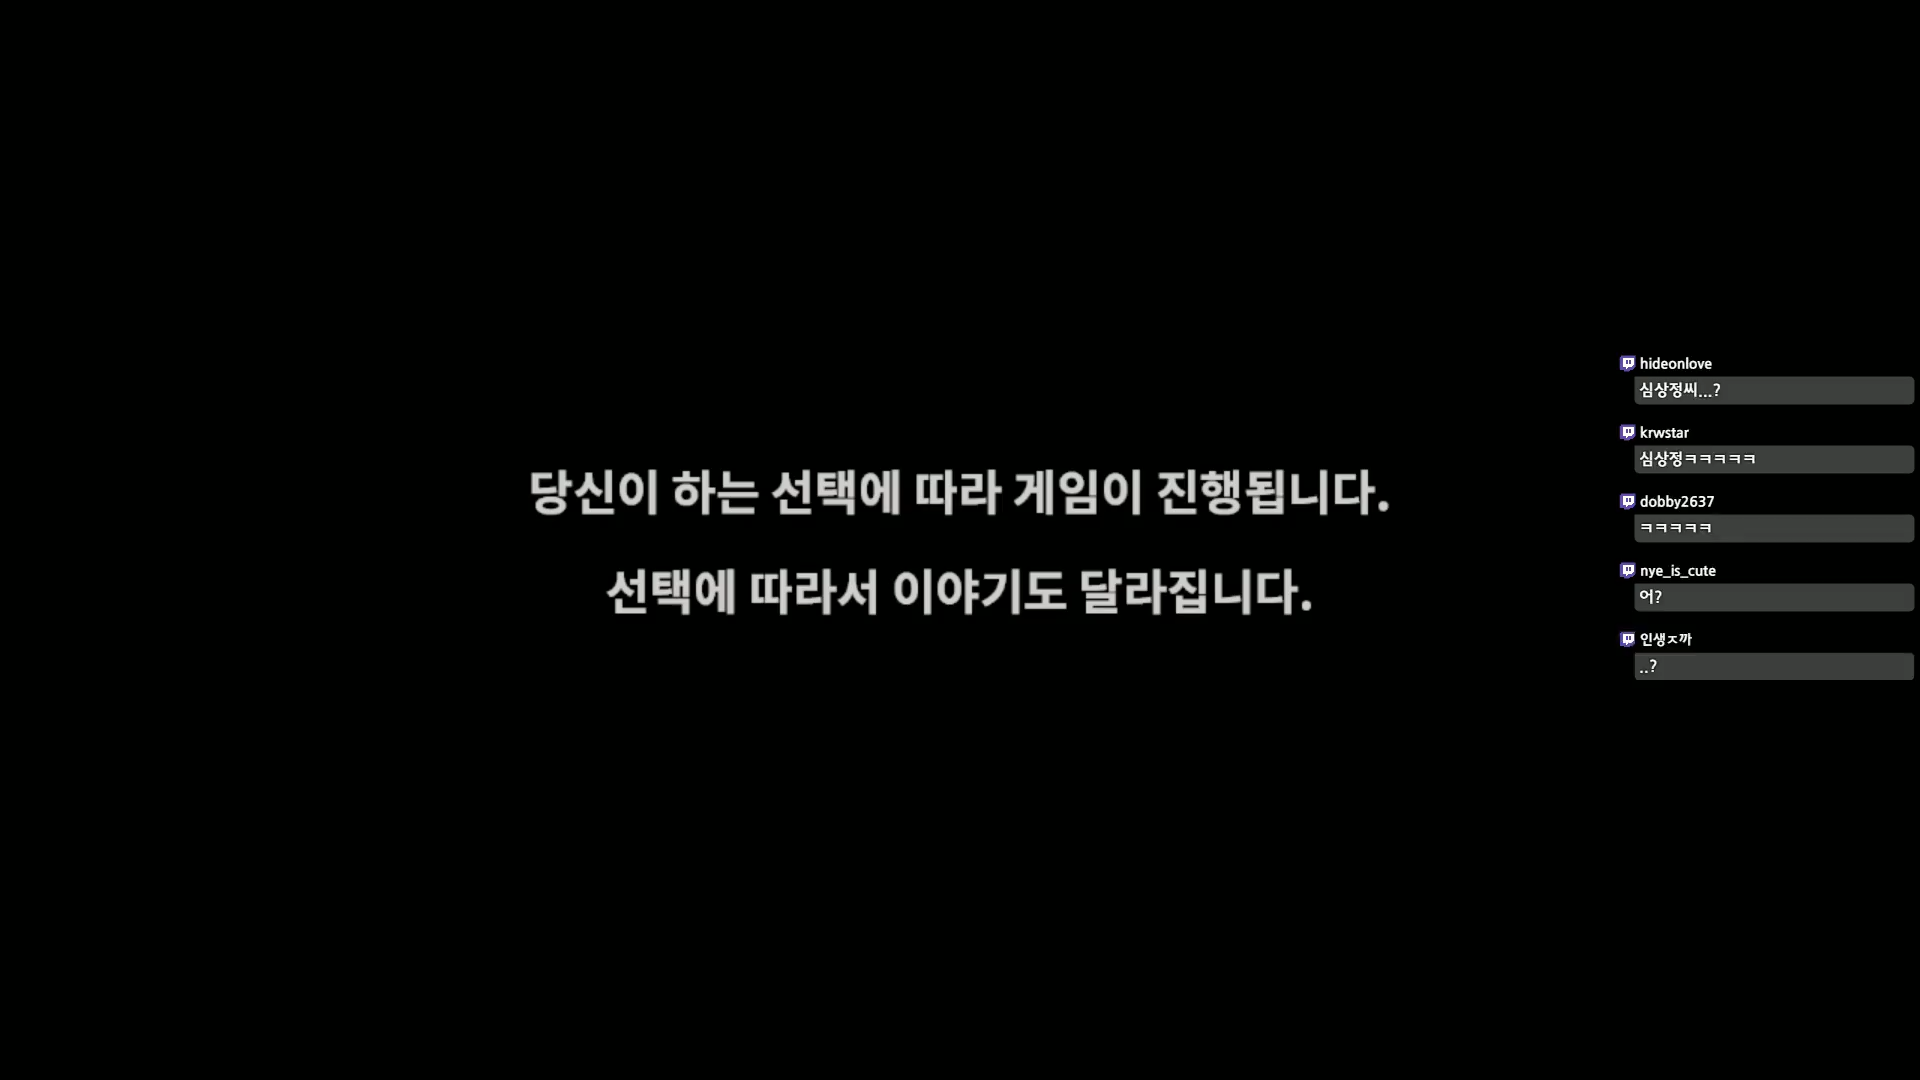 당신이 하는 선택에 따라 게임이 진행됩니다.
선택에 따라서 이야기도 달라집니다.
hideonlove
심상정씨...?
krwstar
심상정ㅋㅋㅋㅋㅋ
dobby2637
ㅋㅋㅋㅋㅋ
nye_is_cute
어?
인생ㅈ까
..?